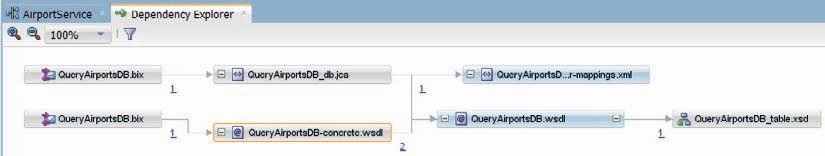 AirportService
Dependency Explorer
100%
QueryAirportsDB.bix
1
QueryAirportsDB_db.jca
1
QueryAirportsD...r-mappings.xml
QueryAirportsDB.bix
1
QueryAirportsDB-concrete.wsdl
2
QueryAirportsDB.wsdl
1
QueryAirportsDB_table.xsd